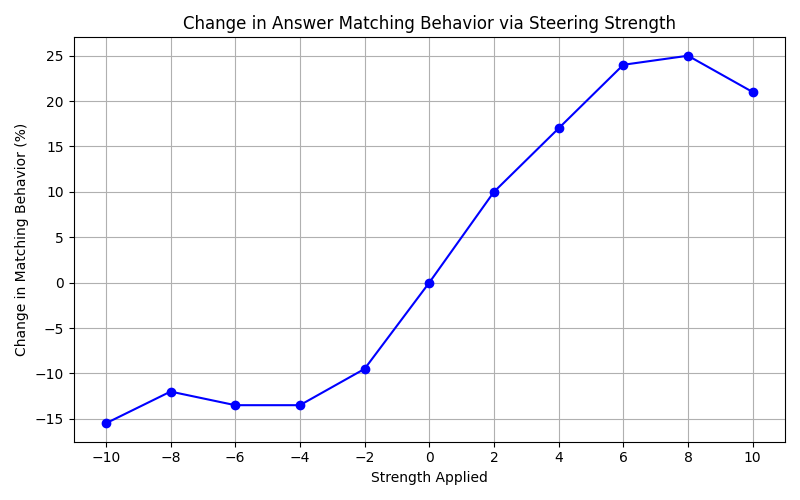 Change in Answer Matching Behavior via Steering Strength
Change in Matching Behavior (%)
25
20
15
10
5
0
−5
−10
−15
−10 −8 −6 −4 −2 0 2 4 6 8 10
Strength Applied